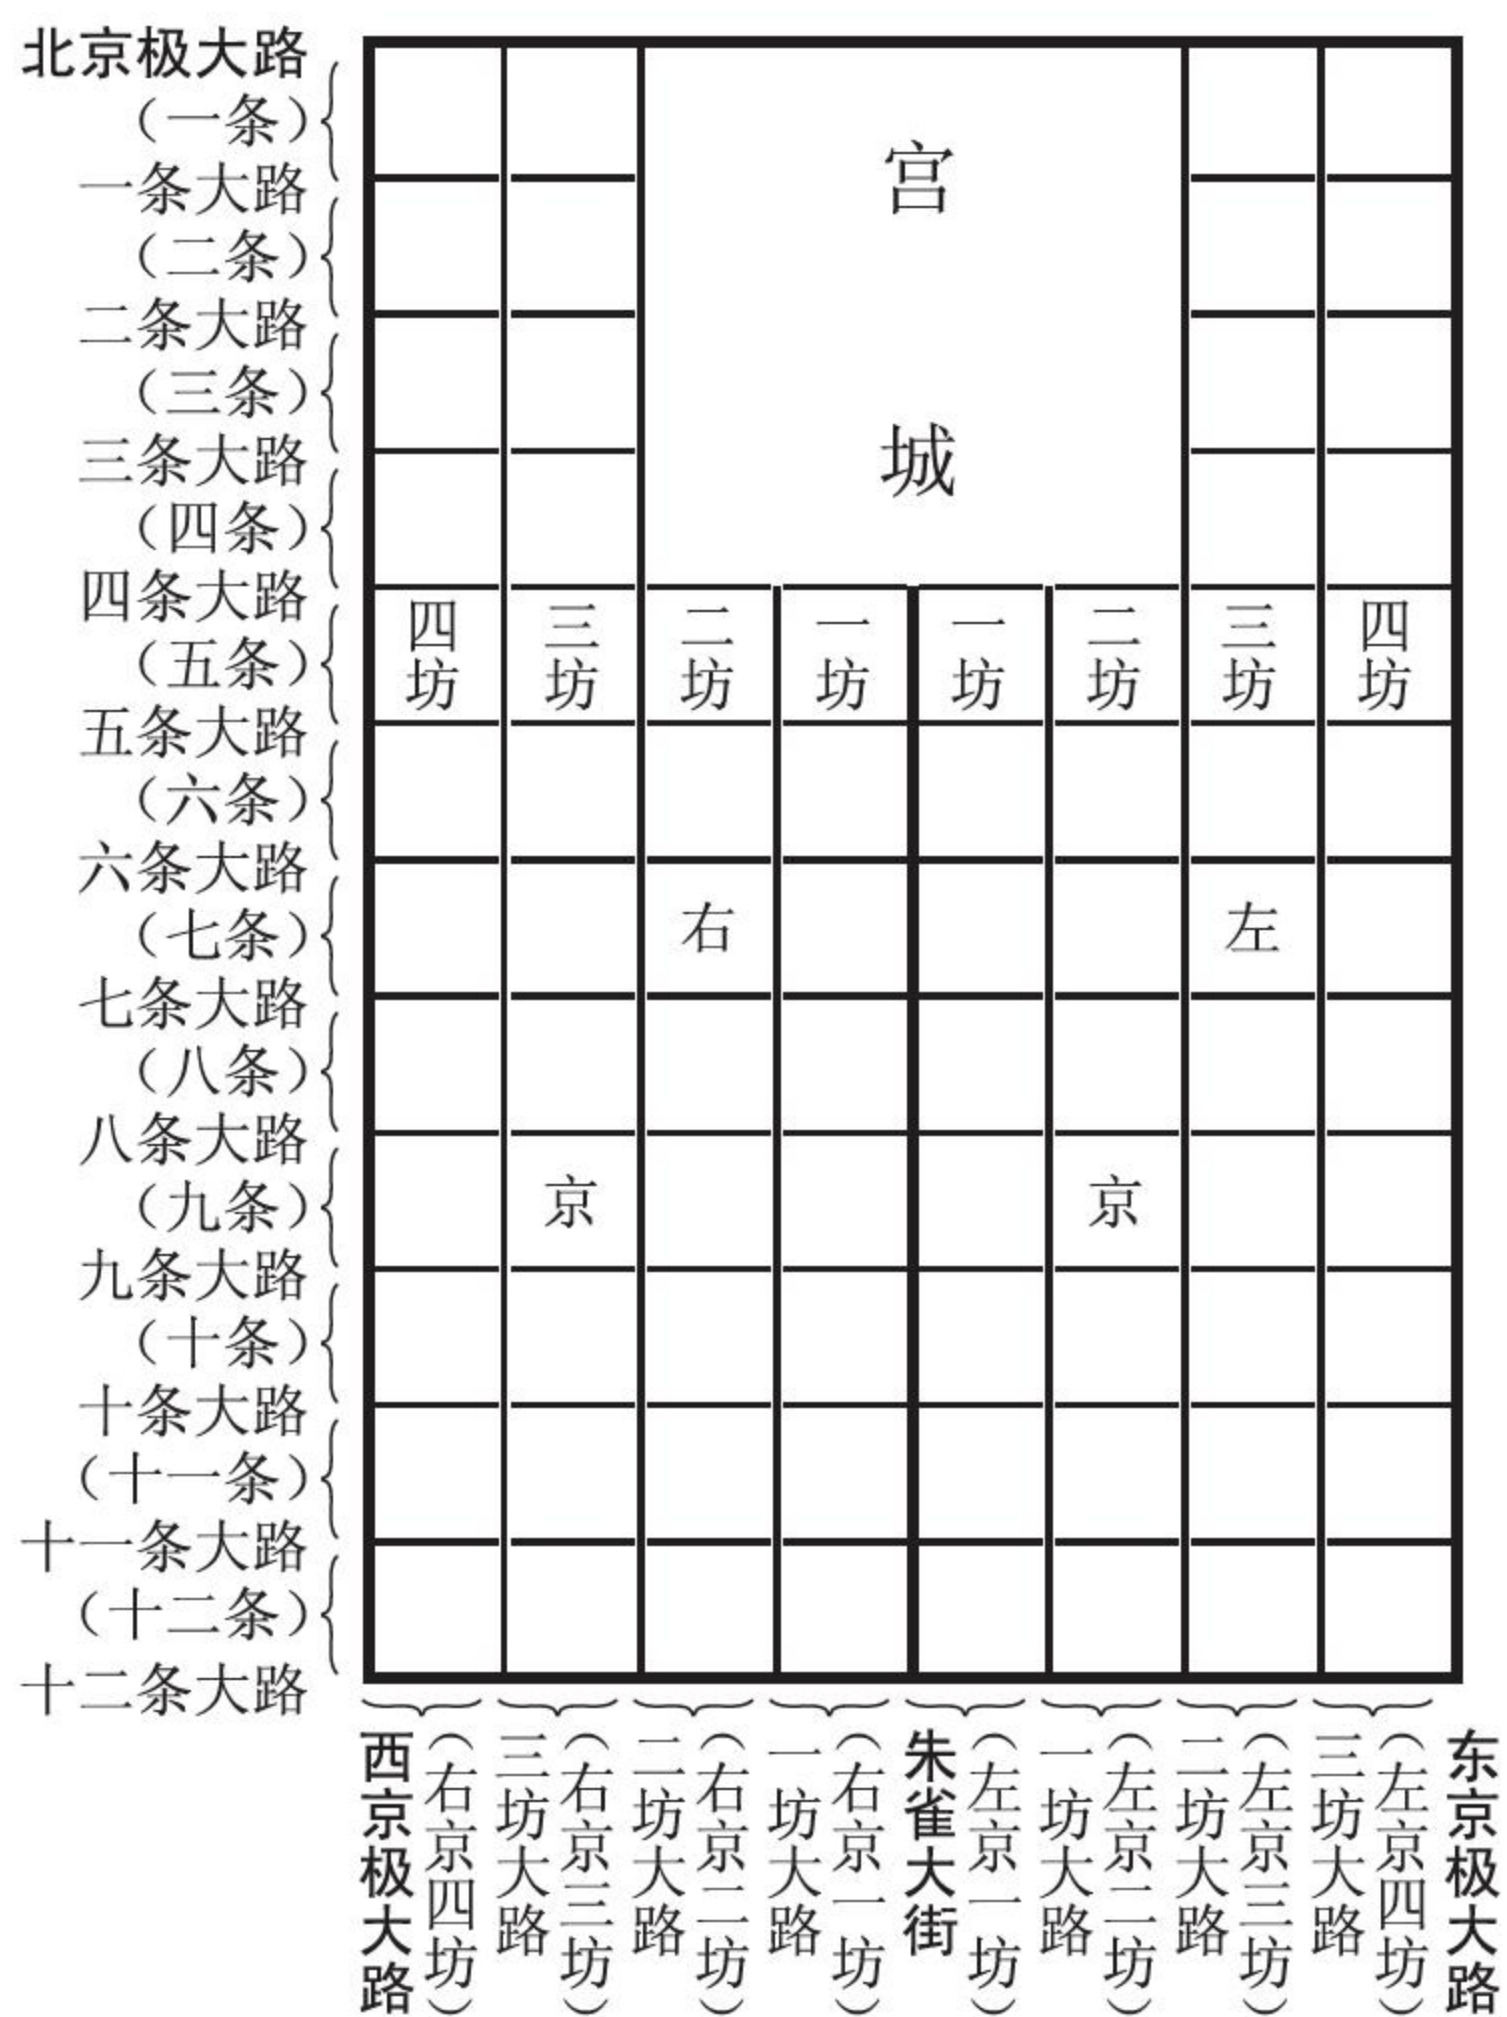 北京极大路
（一条）
一条大路
（二条）
二条大路
（三条）
三条大路
（四条）
四条大路
（五条）
五条大路
（六条）
六条大路
（七条）
七条大路
（八条）
八条大路
（九条）
九条大路
（十条）
十条大路
（十一条）
十一条大路
（十二条）
十二条大路
宫
城
四坊
三坊
二坊
一坊
一坊
二坊
三坊
四坊
右
左
京
京
西京极大路
（右京四坊）
三坊大路
（右京三坊）
二坊大路
（右京二坊）
一坊大路
（右京一坊）
朱雀大街
（左京一坊）
一坊大路
（左京二坊）
二坊大路
（左京三坊）
三坊大路
（左京四坊）
东京极大路